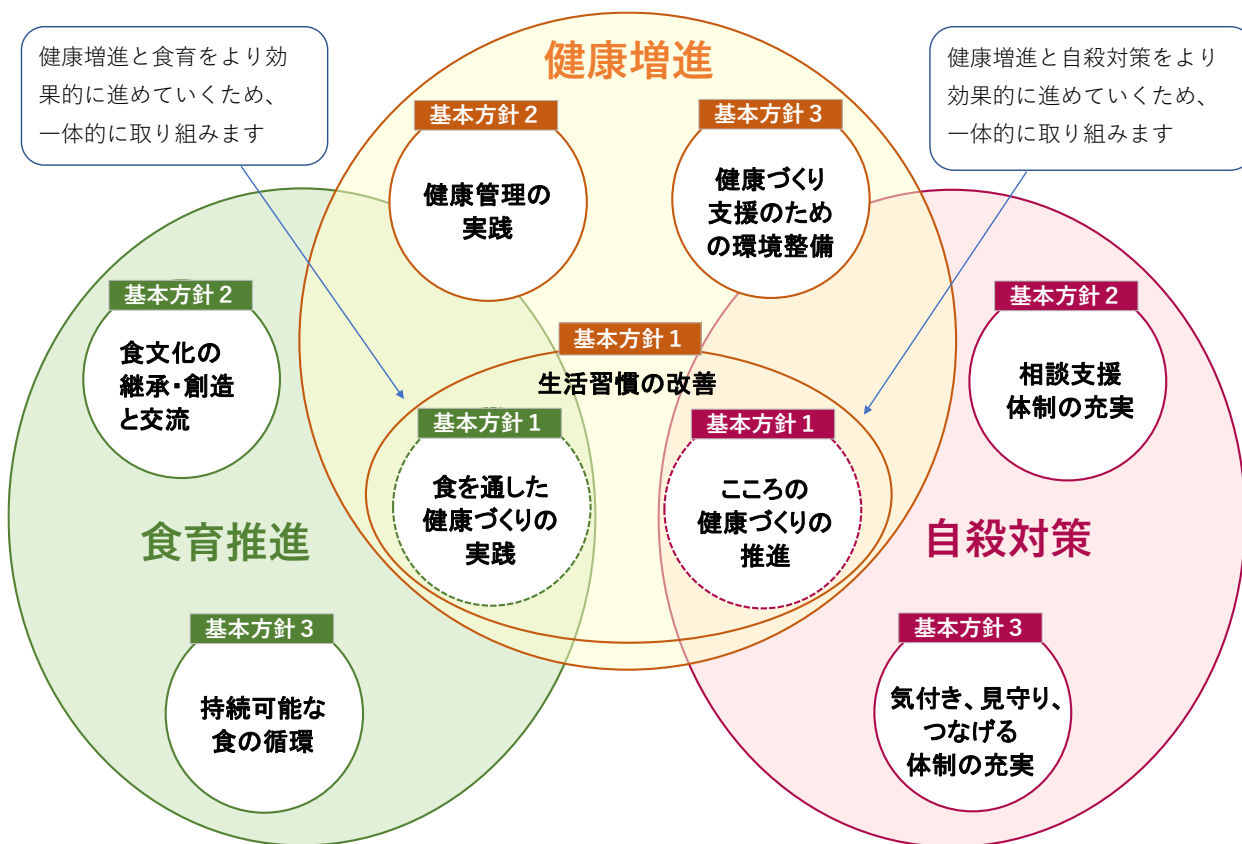 健康増進と食育をより効
果的に進めていくため、
一体的に取り組みます
健康増進
健康増進と自殺対策をより
効果的に進めていくため、
一体的に取り組みます
基本方針2
健康管理の
実践
基本方針3
健康づくり
支援のため
の環境整備
基本方針2
食文化の
継承・創造
と交流
基本方針1
生活習慣の改善
基本方針2
相談支援
体制の充実
基本方針1
食を通した
健康づくりの
実践
基本方針1
こころの
健康づくりの
推進
食育推進
自殺対策
基本方針3
持続可能な
食の循環
基本方針3
気付き、見守り、
つなげる
体制の充実